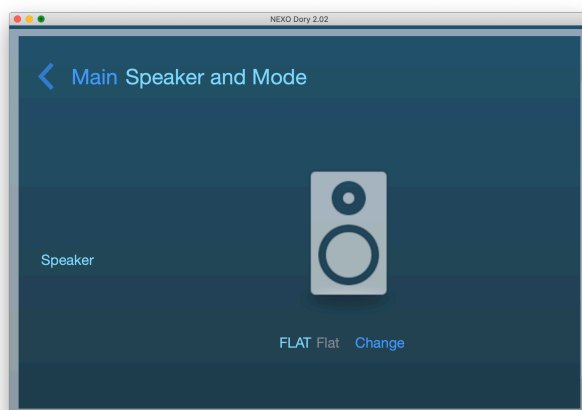 NEXO Dory 2.02
Main Speaker and Mode
Speaker
FLAT Flat Change